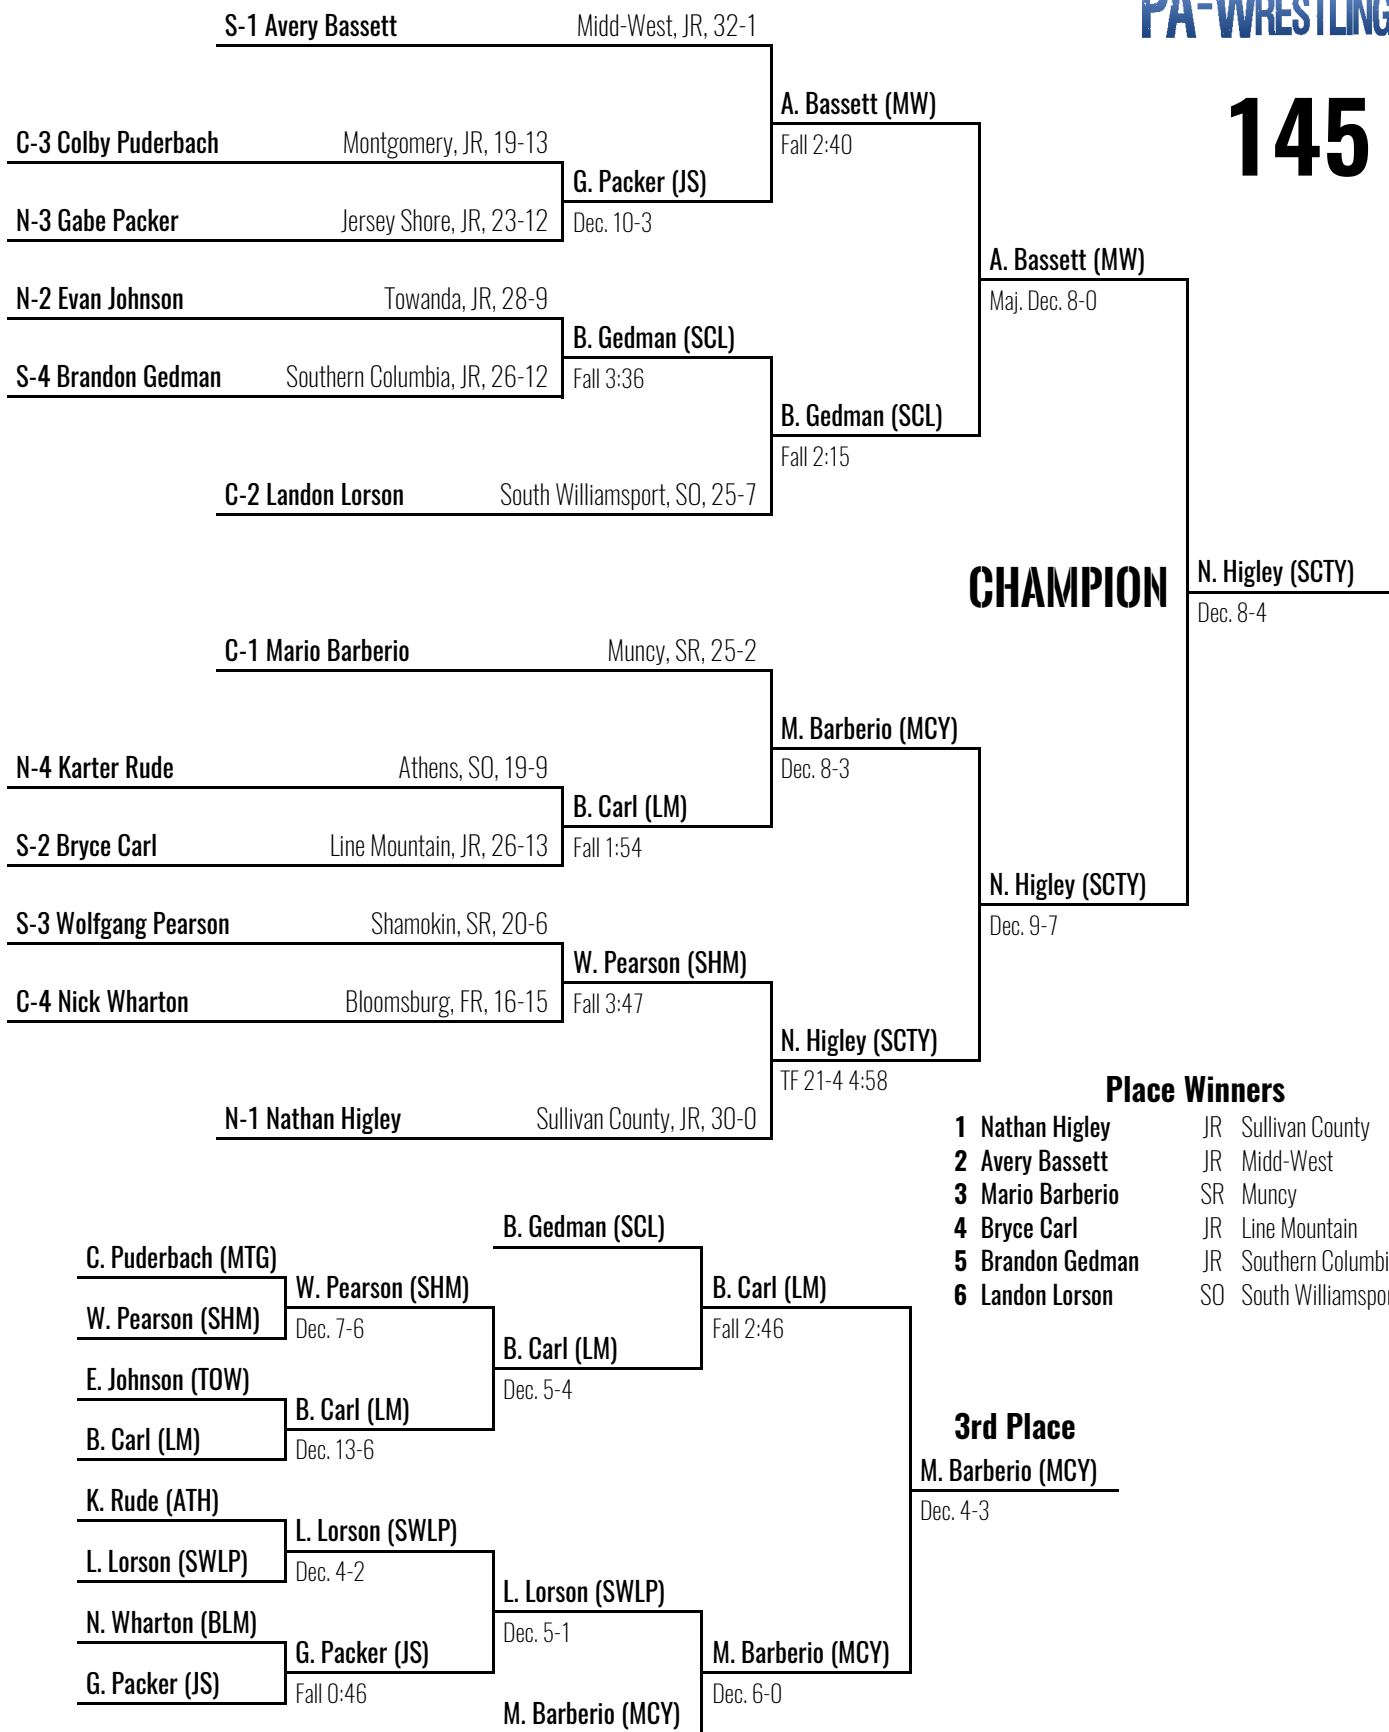 PA-WRESTLING
145
S-1 Avery Bassett Midd-West, JR, 32-1
A. Bassett (MW)
Fall 2:40
C-3 Colby Puderbach Montgomery, JR, 19-13
G. Packer (JS)
Dec. 10-3
N-3 Gabe Packer Jersey Shore, JR, 23-12
A. Bassett (MW)
Maj. Dec. 8-0
N-2 Evan Johnson Towanda, JR, 28-9
B. Gedman (SCL)
Fall 3:36
S-4 Brandon Gedman Southern Columbia, JR, 26-12
B. Gedman (SCL)
Fall 2:15
C-2 Landon Lorson South Williamsport, SO, 25-7
CHAMPION
N. Higley (SCTY)
Dec. 8-4
C-1 Mario Barberio Muncy, SR, 25-2
M. Barberio (MCY)
Dec. 8-3
N-4 Karter Rude Athens, SO, 19-9
B. Carl (LM)
Fall 1:54
S-2 Bryce Carl Line Mountain, JR, 26-13
N. Higley (SCTY)
Dec. 9-7
S-3 Wolfgang Pearson Shamokin, SR, 20-6
W. Pearson (SHM)
Fall 3:47
C-4 Nick Wharton Bloomsburg, FR, 16-15
N. Higley (SCTY)
TF 21-4 4:58
N-1 Nathan Higley Sullivan County, JR, 30-0
Place Winners
1 Nathan Higley JR Sullivan County
2 Avery Bassett JR Midd-West
3 Mario Barberio SR Muncy
4 Bryce Carl JR Line Mountain
5 Brandon Gedman JR Southern Columbi
6 Landon Lorson SO South Williamspor
B. Gedman (SCL)
C. Puderbach (MTG)
W. Pearson (SHM)
Dec. 7-6
W. Pearson (SHM)
B. Carl (LM)
Fall 2:46
B. Carl (LM)
Dec. 5-4
E. Johnson (TOW)
B. Carl (LM)
Dec. 13-6
B. Carl (LM)
3rd Place
M. Barberio (MCY)
Dec. 4-3
K. Rude (ATH)
L. Lorson (SWLP)
Dec. 4-2
L. Lorson (SWLP)
L. Lorson (SWLP)
Dec. 5-1
N. Wharton (BLM)
G. Packer (JS)
Fall 0:46
G. Packer (JS)
M. Barberio (MCY)
Dec. 6-0
M. Barberio (MCY)